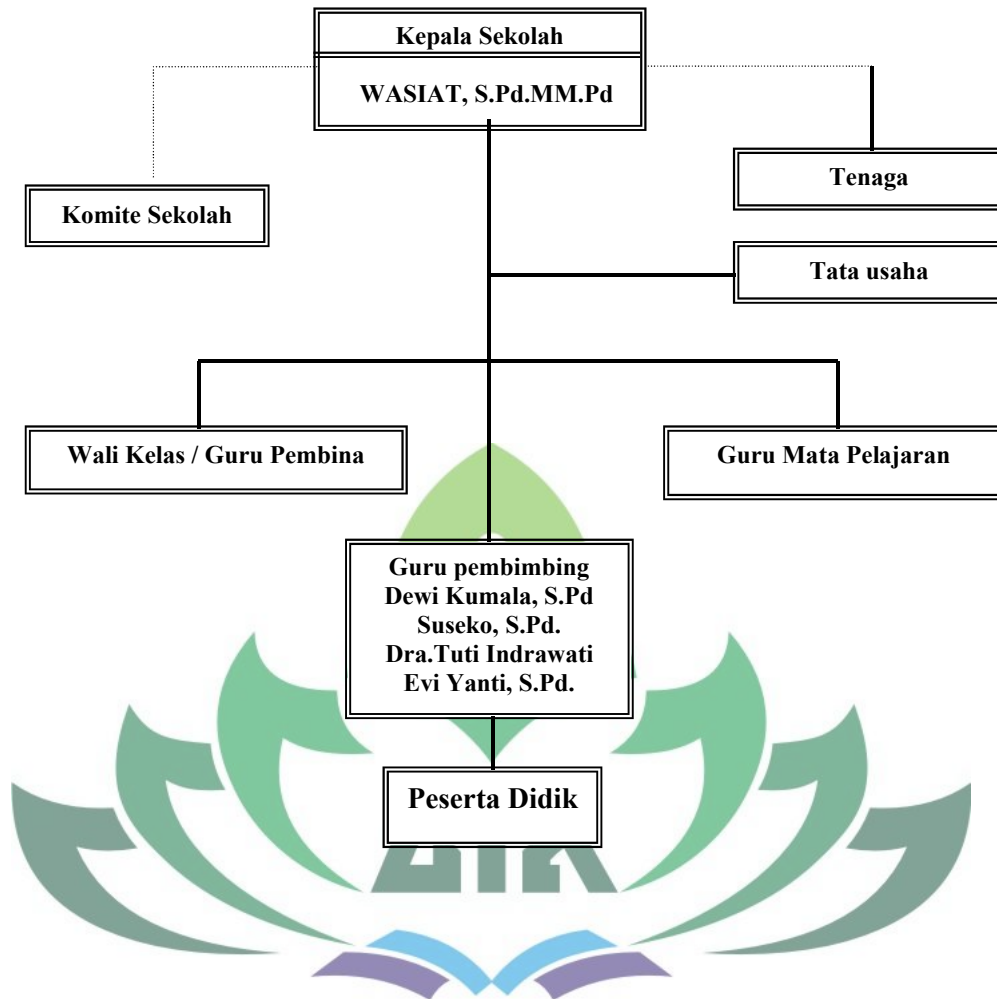 Kepala Sekolah
WASIAT, S.Pd.MM.Pd
Tenaga
Komite Sekolah
Tata usaha
Wali Kelas / Guru Pembina
Guru Mata Pelajaran
Guru pembimbing
Dewi Kumala, S.Pd
Suseko, S.Pd.
Dra.Tuti Indrawati
Evi Yanti, S.Pd.
Peserta Didik